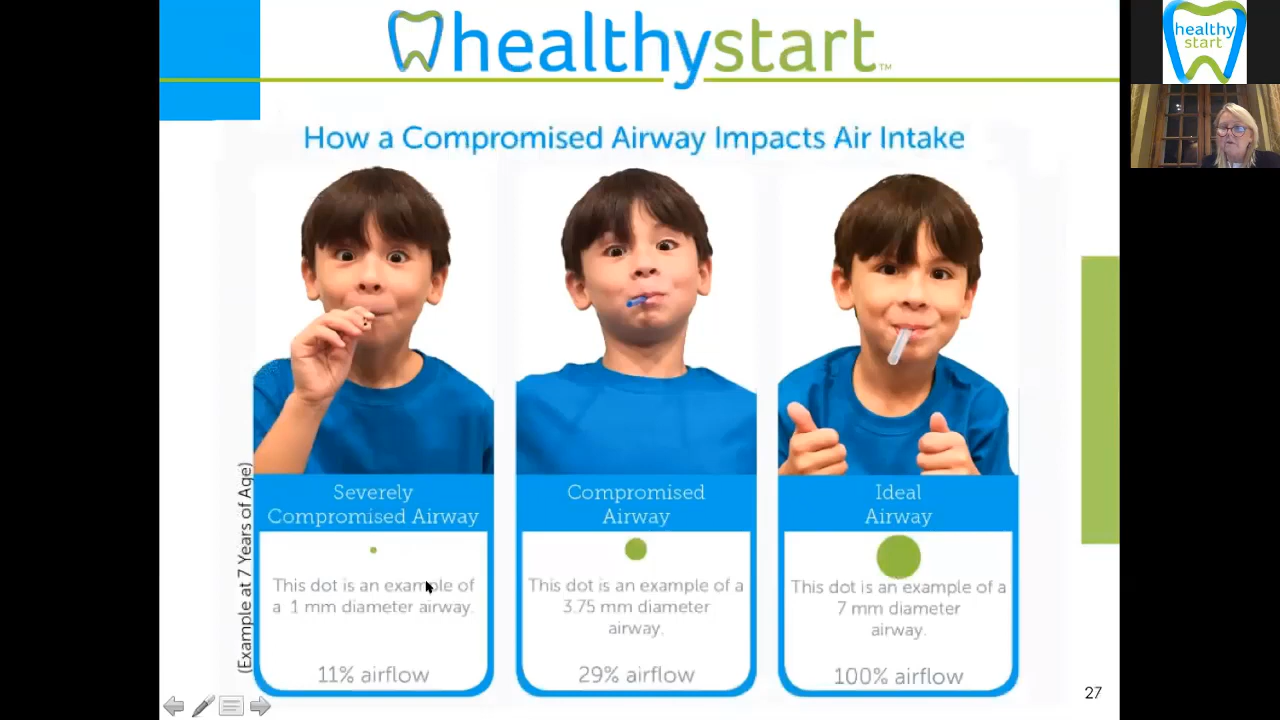 healthystart™
healthy
start
How a Compromised Airway Impacts Air Intake
(Example at 7 Years of Age)
Severely
Compromised Airway
This dot is an example of
a 1 mm diameter airway.
11% airflow
Compromised
Airway
This dot is an example of a
3.75 mm diameter
airway.
29% airflow
Ideal
Airway
This dot is an example of a
7 mm diameter
airway.
100% airflow
27